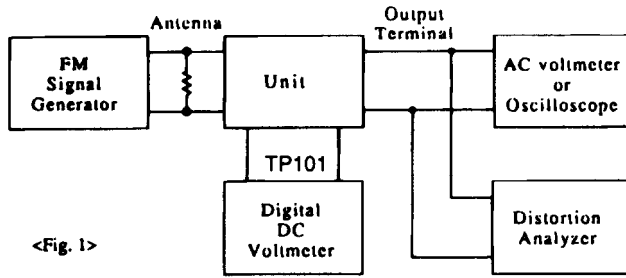 Antenna
Output
Terminal
FM
Signal
Generator
Unit
AC voltmeter
or
Oscilloscope
TP101
Digital
DC
Voltmeter
Distortion
Analyzer
<Fig. 1>